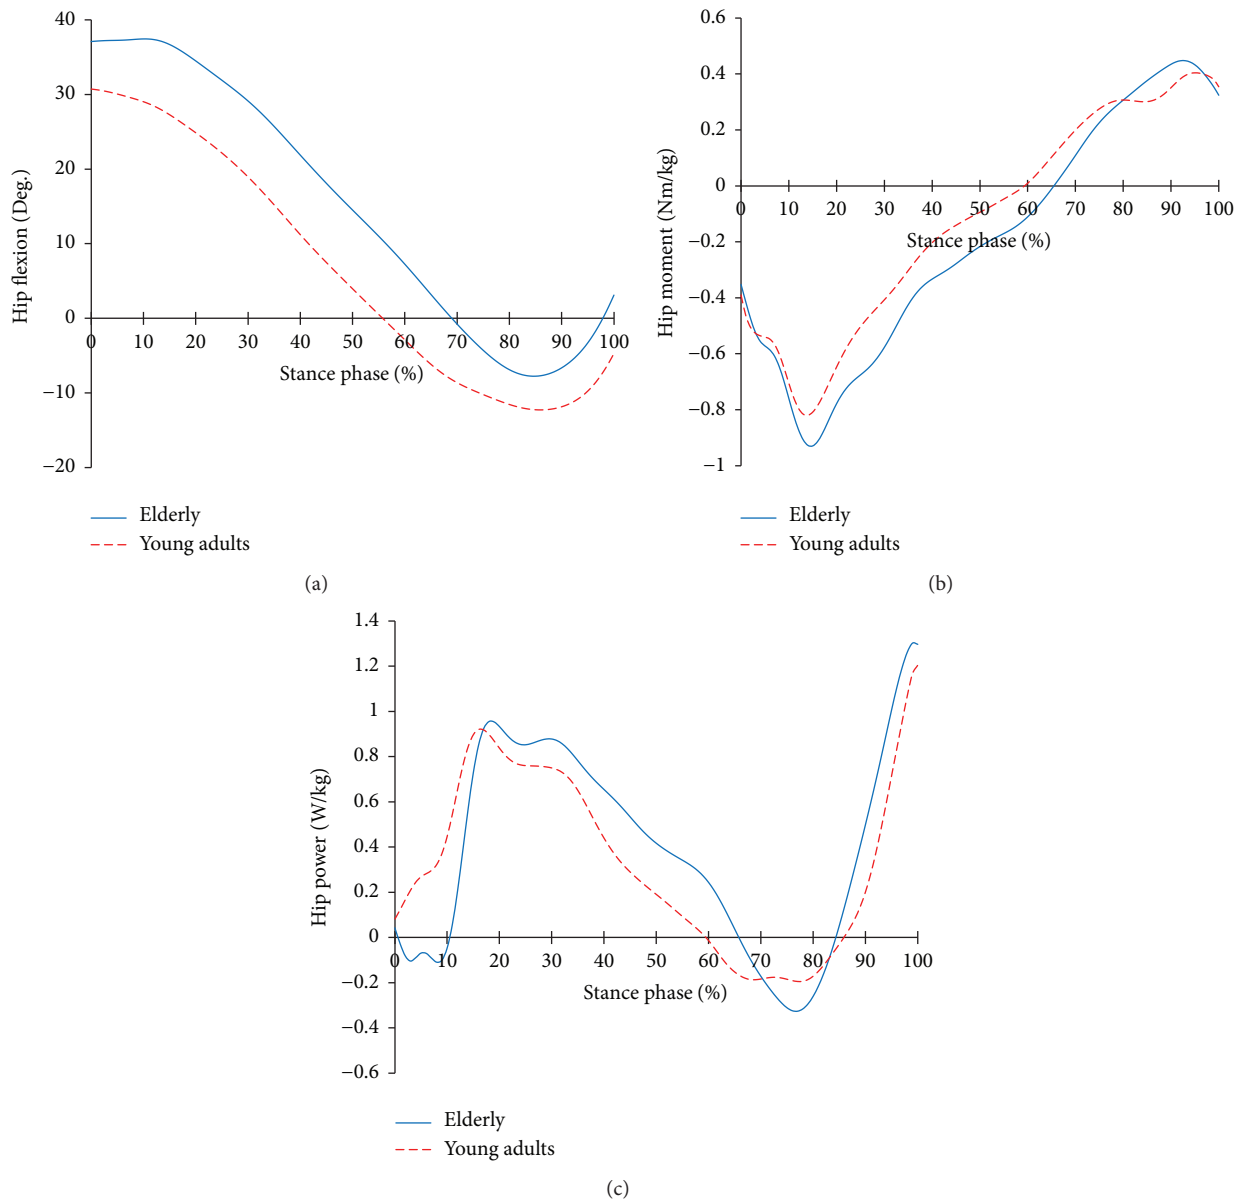 40
30
20
10
0
−10
−20
Hip flexion (Deg.)
0 10 20 30 40 50 60 70 80 90 100
Stance phase (%)
Elderly
Young adults
(a)
0.6
0.4
0.2
0
−0.2
−0.4
−0.6
−0.8
−1
Hip moment (Nm/kg)
0 10 20 30 40 50 60 70 80 90 100
Stance phase (%)
Elderly
Young adults
(b)
1.4
1.2
1
0.8
0.6
0.4
0.2
0
−0.2
−0.4
−0.6
Hip power (W/kg)
0 10 20 30 40 50 60 70 80 90 100
Stance phase (%)
Elderly
Young adults
(c)